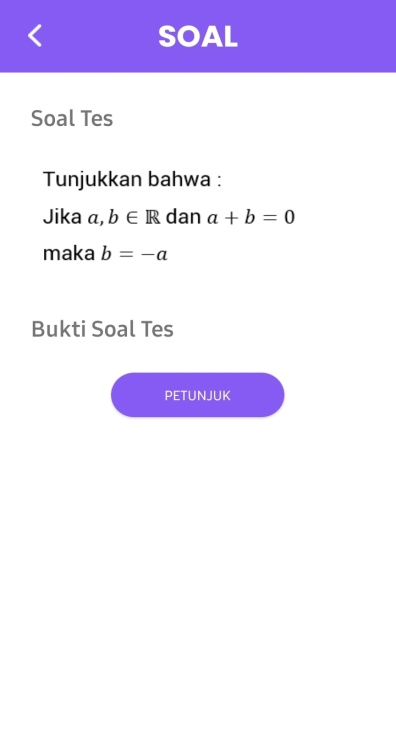 SOAL
Soal Tes
Tunjukkan bahwa :
Jika a, b ∈ ℝ dan a + b = 0
maka b = −a
Bukti Soal Tes
PETUNJUK